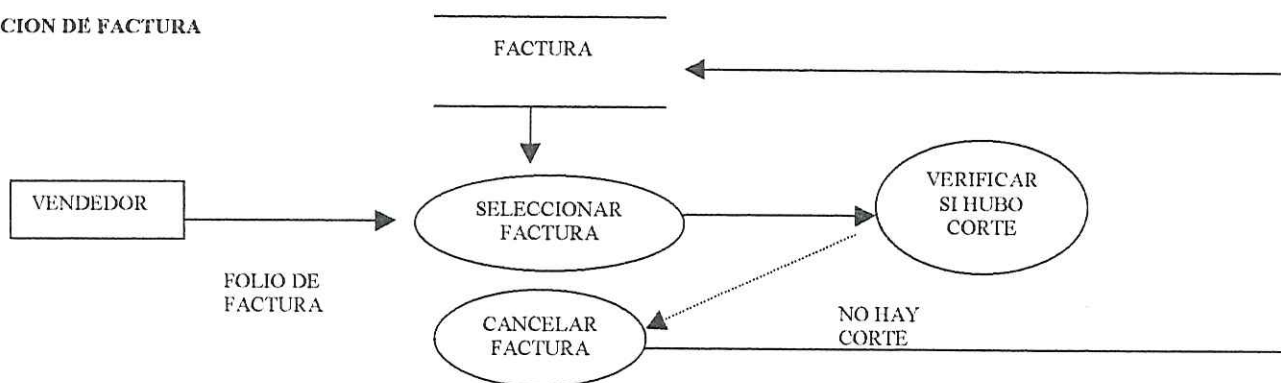 CION DE FACTURA
FACTURA
VENDEDOR
SELECCIONAR
FACTURA
VERIFICAR
SI HUBO
CORTE
FOLIO DE
FACTURA
CANCELAR
FACTURA
NO HAY
CORTE